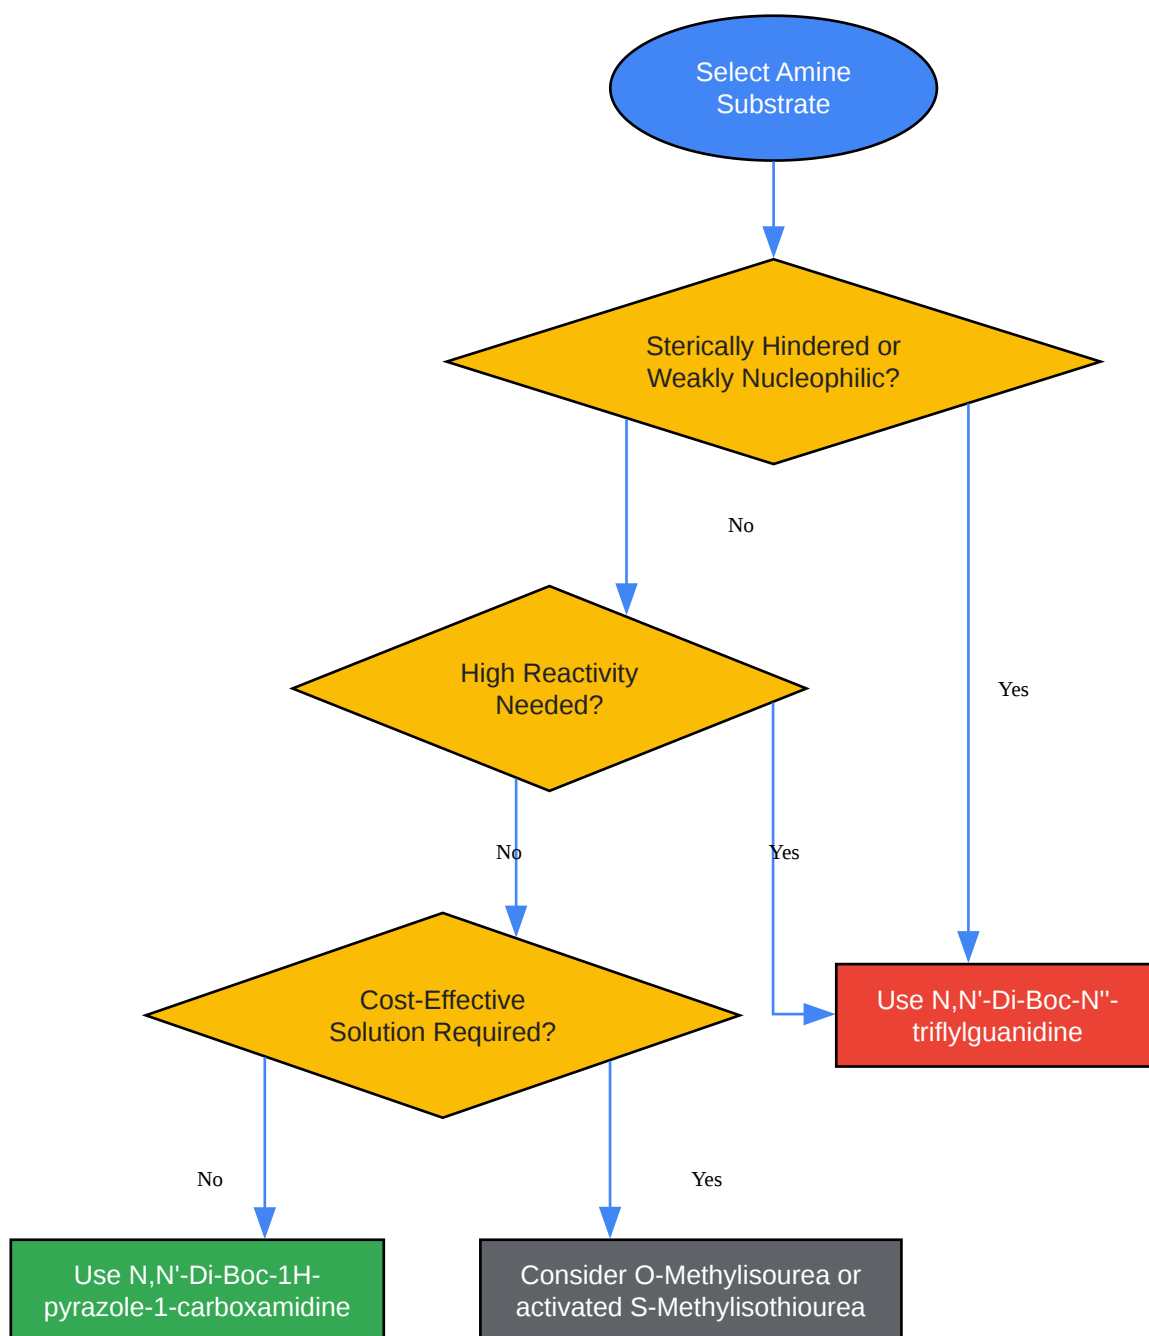 Select Amine
Substrate
Sterically Hindered or
Weakly Nucleophilic?
No
Yes
High Reactivity
Needed?
No
Yes
Cost-Effective
Solution Required?
Use N,N'-Di-Boc-N''-
triflylguanidine
No
Yes
Use N,N'-Di-Boc-1H-
pyrazole-1-carboxamidine
Consider O-Methylisourea or
activated S-Methylisothiourea